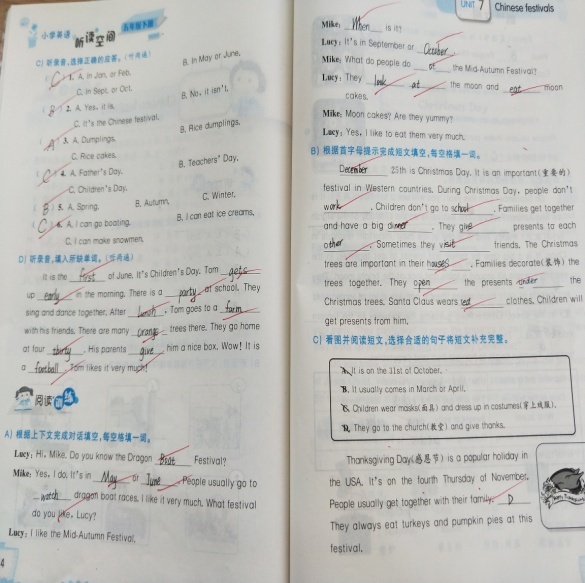 小学英语 听读空间 五年级下册
C) 听录音,选择正确的应答。(听两遍)
C 1. A. In Jan. or Feb. B. In May or June.
C. In Sept. or Oct.
B 2. A. Yes, it is. B. No, it isn't.
C. It's the Chinese festival.
A 3. A. Dumplings. B. Rice dumplings.
C. Rice cakes.
C 4. A. Father's Day. B. Teachers' Day.
C. Children's Day.
B 5. A. Spring. B. Autumn. C. Winter.
C 6. A. I can go boating. B. I can eat ice creams.
C. I can make snowmen.
D) 听录音,填入所缺单词。(听两遍)
It is the first of June. It's Children's Day. Tom gets
up early in the morning. There is a party at school. They
sing and dance together. After lunch, Tom goes to a farm
with his friends. There are many orange trees there. They go home
at four thirty. His parents give him a nice box. Wow! It is
a football. Tom likes it very much!
阅读训练
A) 根据上下文完成对话填空,每空格填一词。
Lucy: Hi, Mike. Do you know the Dragon Boat Festival?
Mike: Yes, I do. It's in May or June. People usually go to
watch dragon boat races. I like it very much. What festival
do you like, Lucy?
Lucy: I like the Mid-Autumn Festival.
4
UNIT 7 Chinese festivals
Mike: When is it?
Lucy: It's in September or October.
Mike: What do people do at the Mid-Autumn Festival?
Lucy: They look at the moon and eat moon
cakes.
Mike: Moon cakes? Are they yummy?
Lucy: Yes, I like to eat them very much.
B) 根据首字母提示完成短文填空,每空格填一词。
December 25th is Christmas Day. It is an important(重要的)
festival in Western countries. During Christmas Day, people don't
work. Children don't go to school. Families get together
and have a big dinner. They give presents to each
other. Sometimes they visit friends. The Christmas
trees are important in their houses. Families decorate(装饰) the
trees together. They open the presents under the
Christmas trees. Santa Claus wears red clothes. Children will
get presents from him.
C) 看图并阅读短文,选择合适的句子将短文补充完整。
A. It is on the 31st of October.
B. It usually comes in March or April.
C. Children wear masks(面具) and dress up in costumes(穿上戏服).
D. They go to the church(教堂) and give thanks.
Thanksgiving Day(感恩节) is a popular holiday in
the USA. It's on the fourth Thursday of November.
People usually get together with their family. D
They always eat turkeys and pumpkin pies at this
festival.